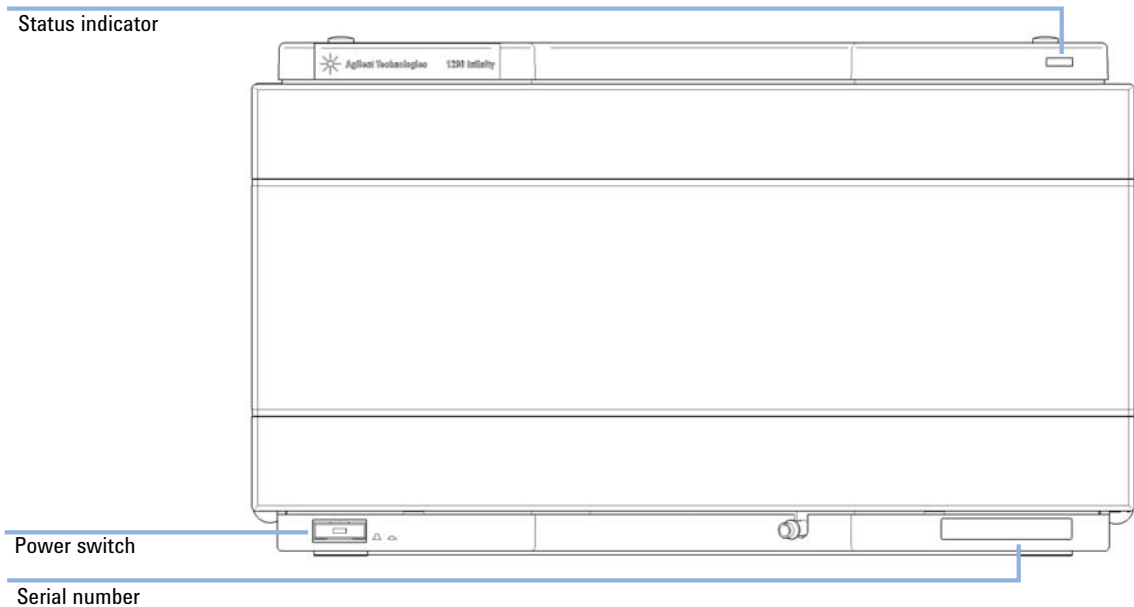 Status indicator
Agilent Technologies 1290 Infinity
Power switch
Serial number